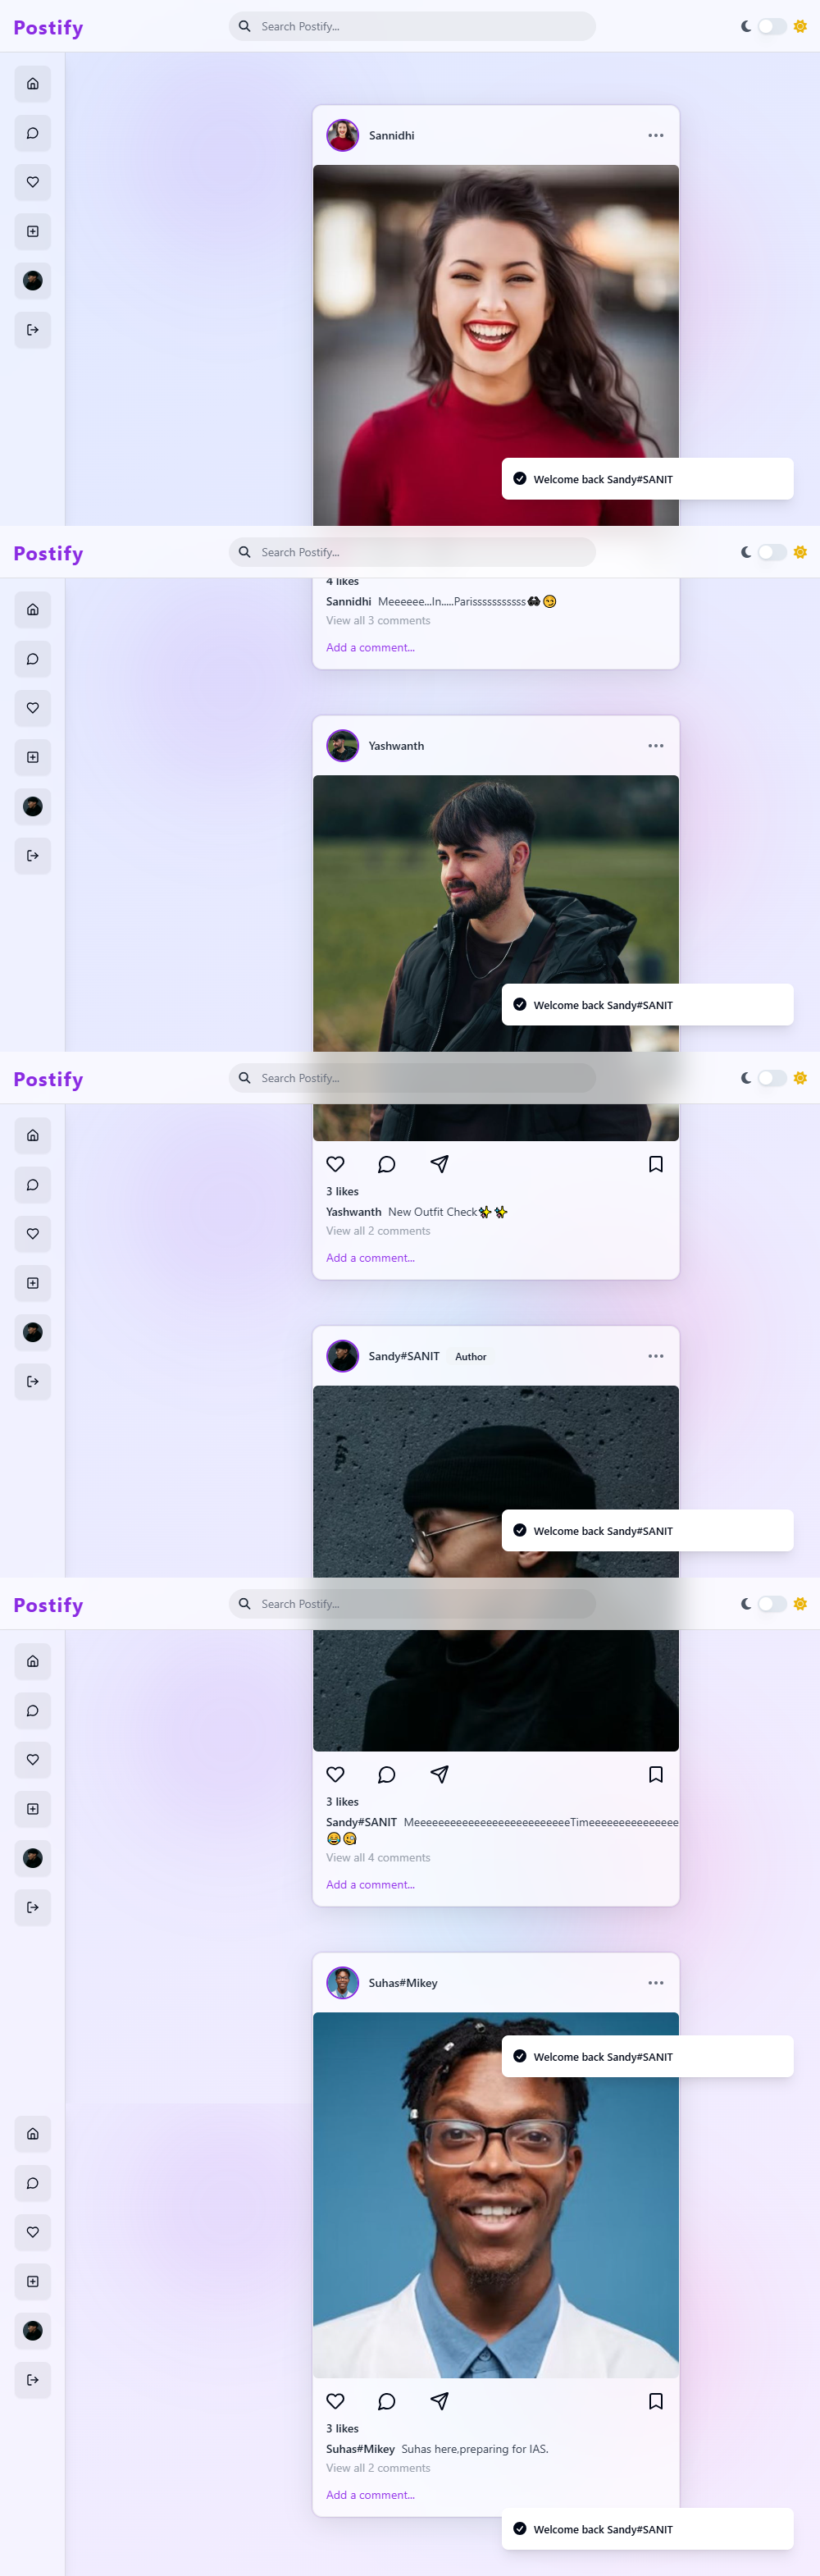 Postify
Search Postify...
Sannidhi
Welcome back Sandy#SANIT
Postify
Search Postify...
4 likes
Sannidhi Meeeeee...In.....Parisssssssssss😎😏
View all 3 comments
Add a comment...
Yashwanth
Welcome back Sandy#SANIT
Postify
Search Postify...
3 likes
Yashwanth New Outfit Check✨✨
View all 2 comments
Add a comment...
Sandy#SANIT Author
Welcome back Sandy#SANIT
Postify
Search Postify...
3 likes
Sandy#SANIT MeeeeeeeeeeeeeeeeeeeeeeeeeeTimeeeeeeeeeeeeeee
😂🧐
View all 4 comments
Add a comment...
Suhas#Mikey
Welcome back Sandy#SANIT
3 likes
Suhas#Mikey Suhas here,preparing for IAS.
View all 2 comments
Add a comment...
Welcome back Sandy#SANIT